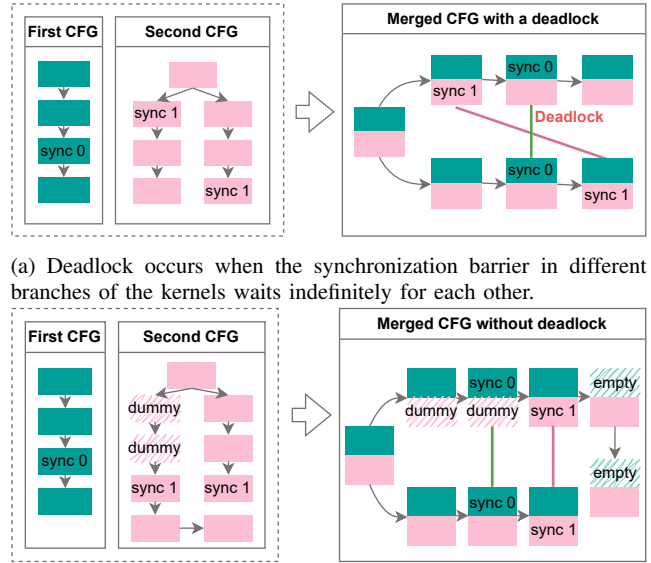 First CFG
Second CFG
Merged CFG with a deadlock
sync 0
sync 1
sync 1
sync 0
sync 1
Deadlock
sync 0
sync 1
(a) Deadlock occurs when the synchronization barrier in different
branches of the kernels waits indefinitely for each other.
First CFG
Second CFG
Merged CFG without deadlock
sync 0
dummy
dummy
sync 1
sync 1
sync 0
empty
dummy
dummy
sync 1
empty
sync 0
sync 1